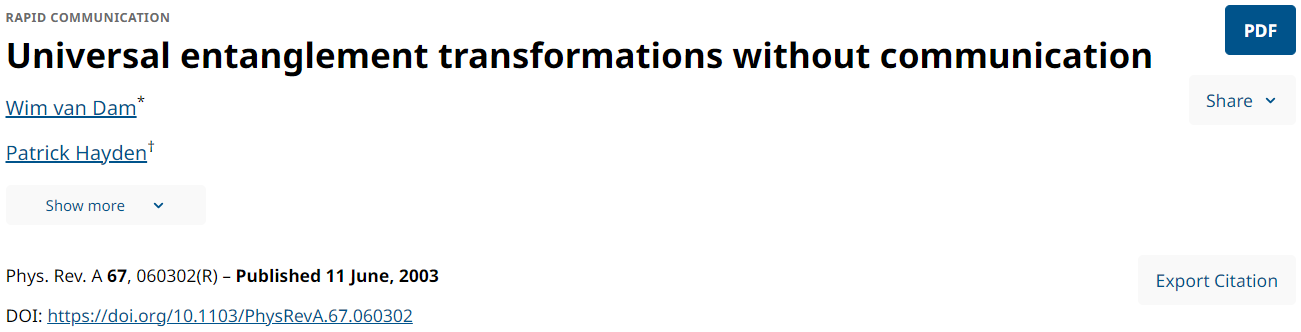 RAPID COMMUNICATION
Universal entanglement transformations without communication
PDF
Wim van Dam*
Share
Patrick Hayden†
Show more
Phys. Rev. A 67, 060302(R) – Published 11 June, 2003
Export Citation
DOI: https://doi.org/10.1103/PhysRevA.67.060302